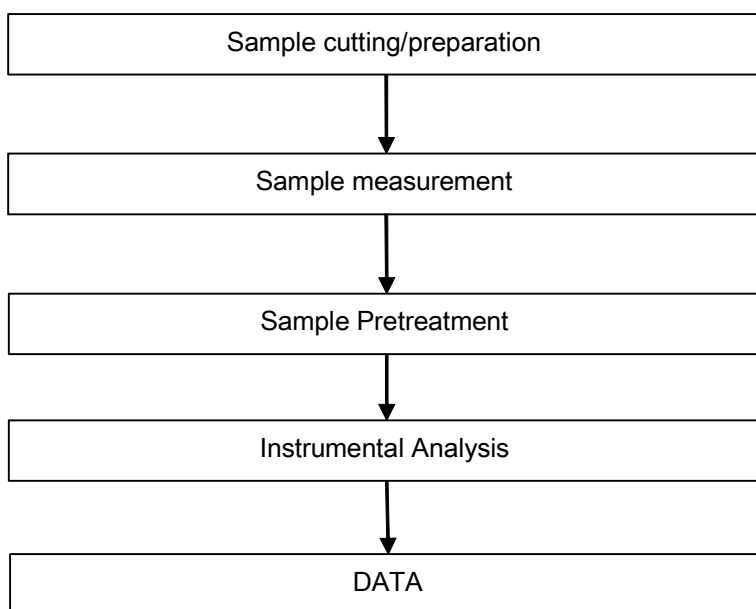 Sample cutting/preparation
Sample measurement
Sample Pretreatment
Instrumental Analysis
DATA